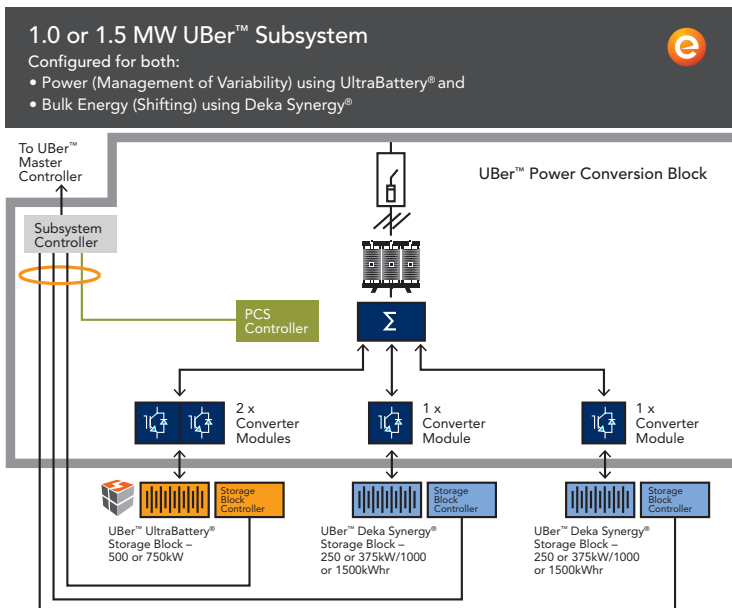 1.0 or 1.5 MW UBer™ Subsystem
Configured for both:
• Power (Management of Variability) using UltraBattery® and
• Bulk Energy (Shifting) using Deka Synergy®
e
To UBer™
Master
Controller
UBer™ Power Conversion Block
Subsystem
Controller
PCS
Controller
Σ
2 x
Converter
Modules
1 x
Converter
Module
1 x
Converter
Module
Storage
Block
Controller
Storage
Block
Controller
Storage
Block
Controller
UBer™ UltraBattery®
Storage Block –
500 or 750kW
UBer™ Deka Synergy®
Storage Block –
250 or 375kW/1000
or 1500kWhr
UBer™ Deka Synergy®
Storage Block –
250 or 375kW/1000
or 1500kWhr